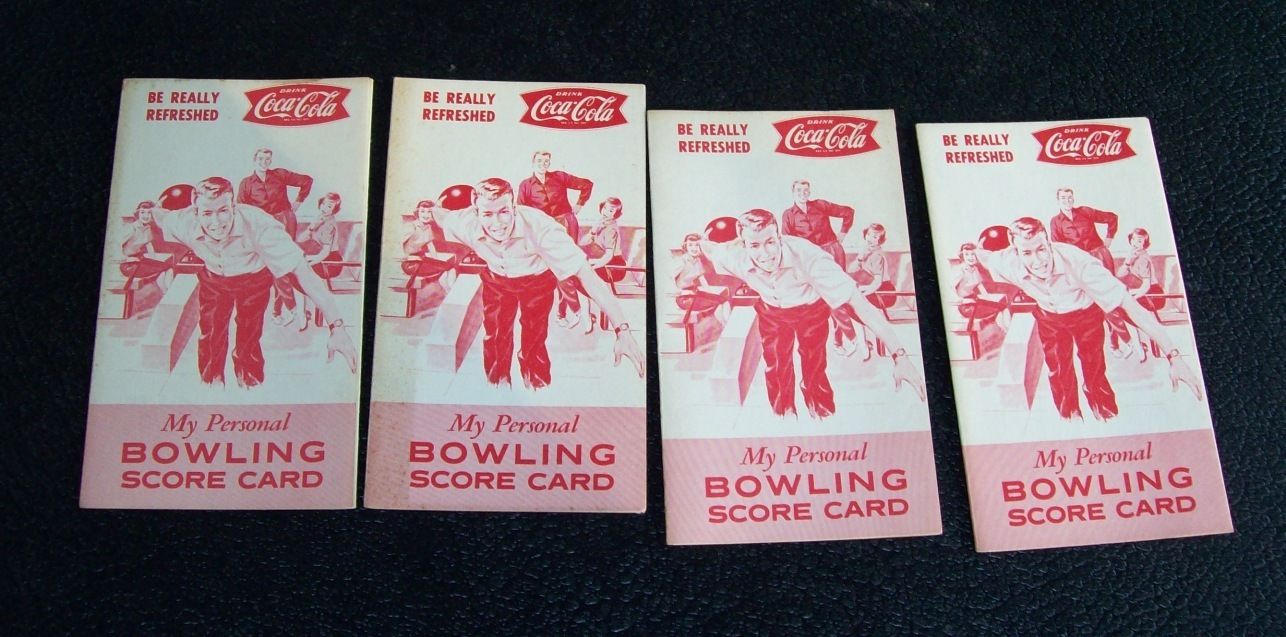 BE REALLY
REFRESHED
DRINK
Coca-Cola
My Personal
BOWLING
SCORE CARD
BE REALLY
REFRESHED
DRINK
Coca-Cola
My Personal
BOWLING
SCORE CARD
BE REALLY
REFRESHED
DRINK
Coca-Cola
My Personal
BOWLING
SCORE CARD
BE REALLY
REFRESHED
DRINK
Coca-Cola
My Personal
BOWLING
SCORE CARD